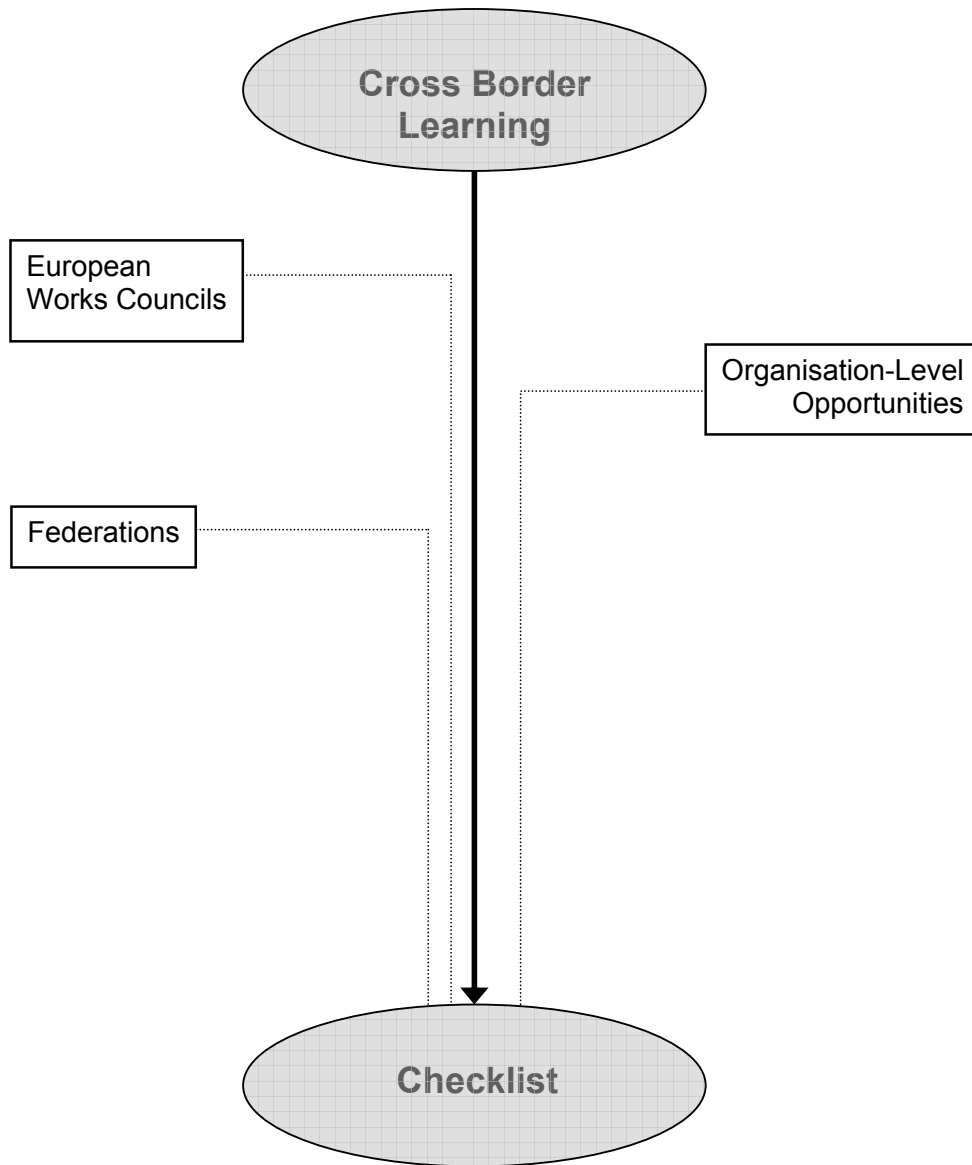 Cross Border
Learning
European
Works Councils
Organisation-Level
Opportunities
Federations
Checklist